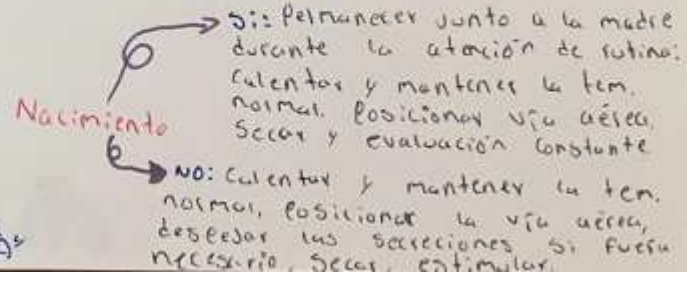 Si: Permanecer junto a la madre
durante la atención de rutina:
Calentar y mantener la tem.
normal. Posicionar vía aérea.
Secar y evaluación constante
Nacimiento
NO: Calentar y mantener la tem.
normal, posicionar la vía aérea,
despejar las secreciones si fuera
necesario, secar, estimular.